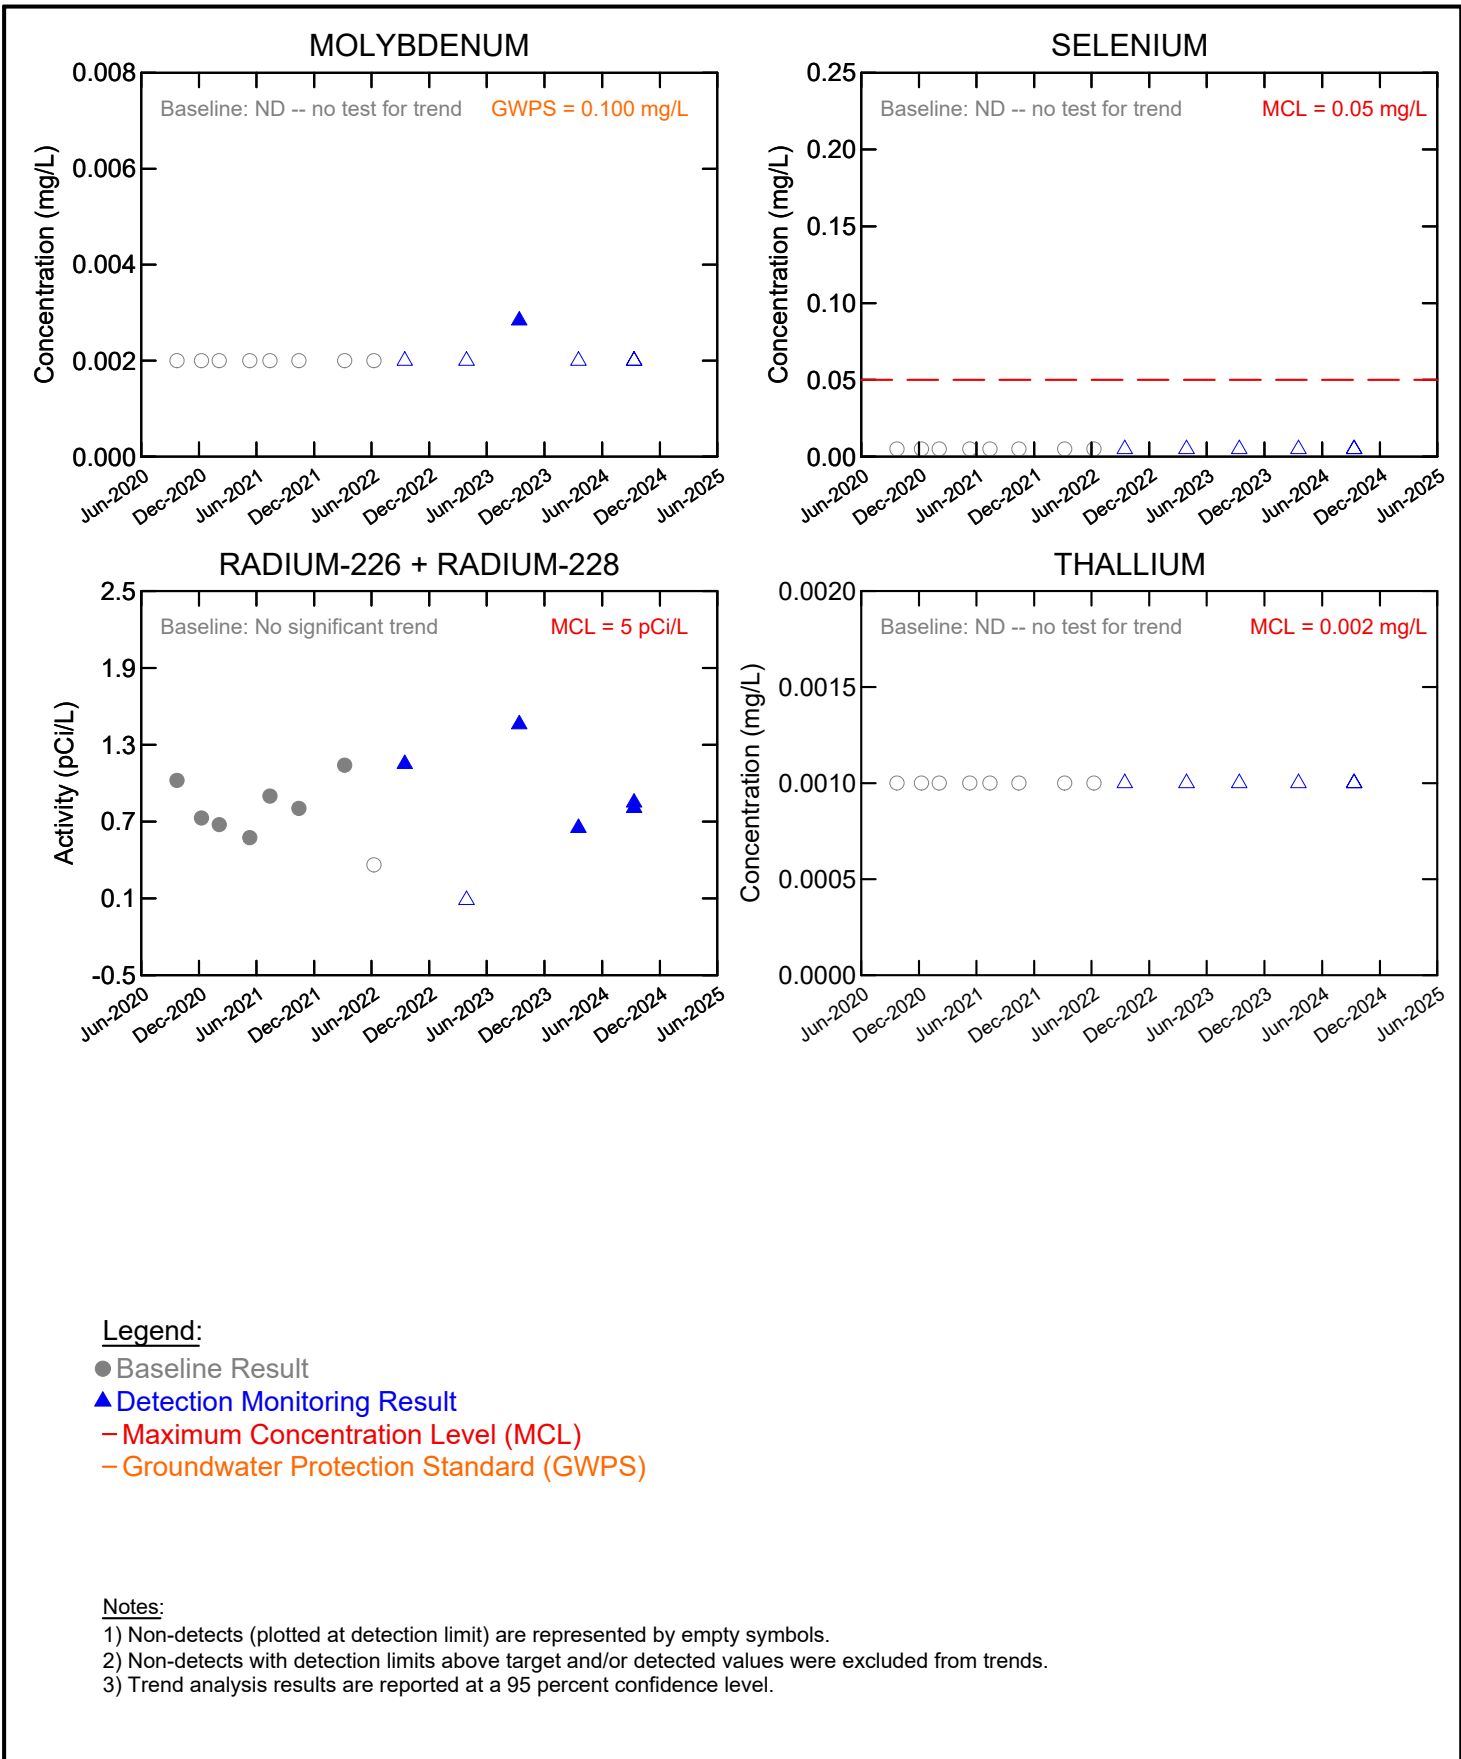 MOLYBDENUM
Baseline: ND -- no test for trend GWPS = 0.100 mg/L
Concentration (mg/L)
0.008
0.006
0.004
0.002
0.000
Jun-2020 Dec-2020 Jun-2021 Dec-2021 Jun-2022 Dec-2022 Jun-2023 Dec-2023 Jun-2024 Dec-2024 Jun-2025
SELENIUM
Baseline: ND -- no test for trend MCL = 0.05 mg/L
Concentration (mg/L)
0.25
0.20
0.15
0.10
0.05
0.00
Jun-2020 Dec-2020 Jun-2021 Dec-2021 Jun-2022 Dec-2022 Jun-2023 Dec-2023 Jun-2024 Dec-2024 Jun-2025
RADIUM-226 + RADIUM-228
Baseline: No significant trend MCL = 5 pCi/L
Activity (pCi/L)
2.5
1.9
1.3
0.7
0.1
-0.5
Jun-2020 Dec-2020 Jun-2021 Dec-2021 Jun-2022 Dec-2022 Jun-2023 Dec-2023 Jun-2024 Dec-2024 Jun-2025
THALLIUM
Baseline: ND -- no test for trend MCL = 0.002 mg/L
Concentration (mg/L)
0.0020
0.0015
0.0010
0.0005
0.0000
Jun-2020 Dec-2020 Jun-2021 Dec-2021 Jun-2022 Dec-2022 Jun-2023 Dec-2023 Jun-2024 Dec-2024 Jun-2025
Legend:
Baseline Result
Detection Monitoring Result
Maximum Concentration Level (MCL)
Groundwater Protection Standard (GWPS)
Notes:
1) Non-detects (plotted at detection limit) are represented by empty symbols.
2) Non-detects with detection limits above target and/or detected values were excluded from trends.
3) Trend analysis results are reported at a 95 percent confidence level.